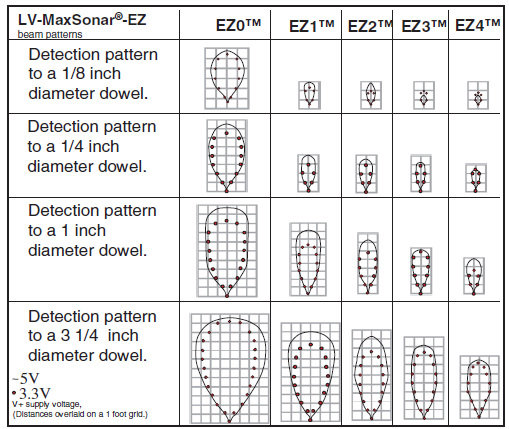 LV-MaxSonar®-EZ
beam patterns
EZ0™ EZ1™ EZ2™ EZ3™ EZ4™
Detection pattern
to a 1/8 inch
diameter dowel.
Detection pattern
to a 1/4 inch
diameter dowel.
Detection pattern
to a 1 inch
diameter dowel.
Detection pattern
to a 3 1/4 inch
diameter dowel.
–5V
•3.3V
V+ supply voltage,
(Distances overlaid on a 1 foot grid.)